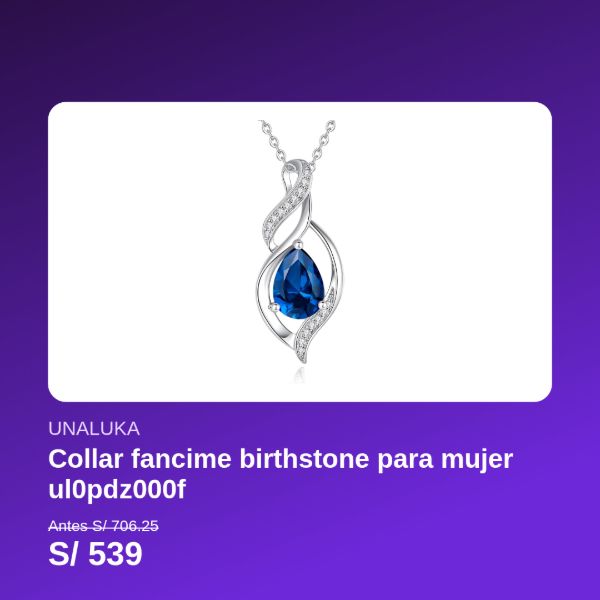 UNALUKA
Collar fancime birthstone para mujer
ul0pdz000f
Antes S/ 706.25
S/ 539